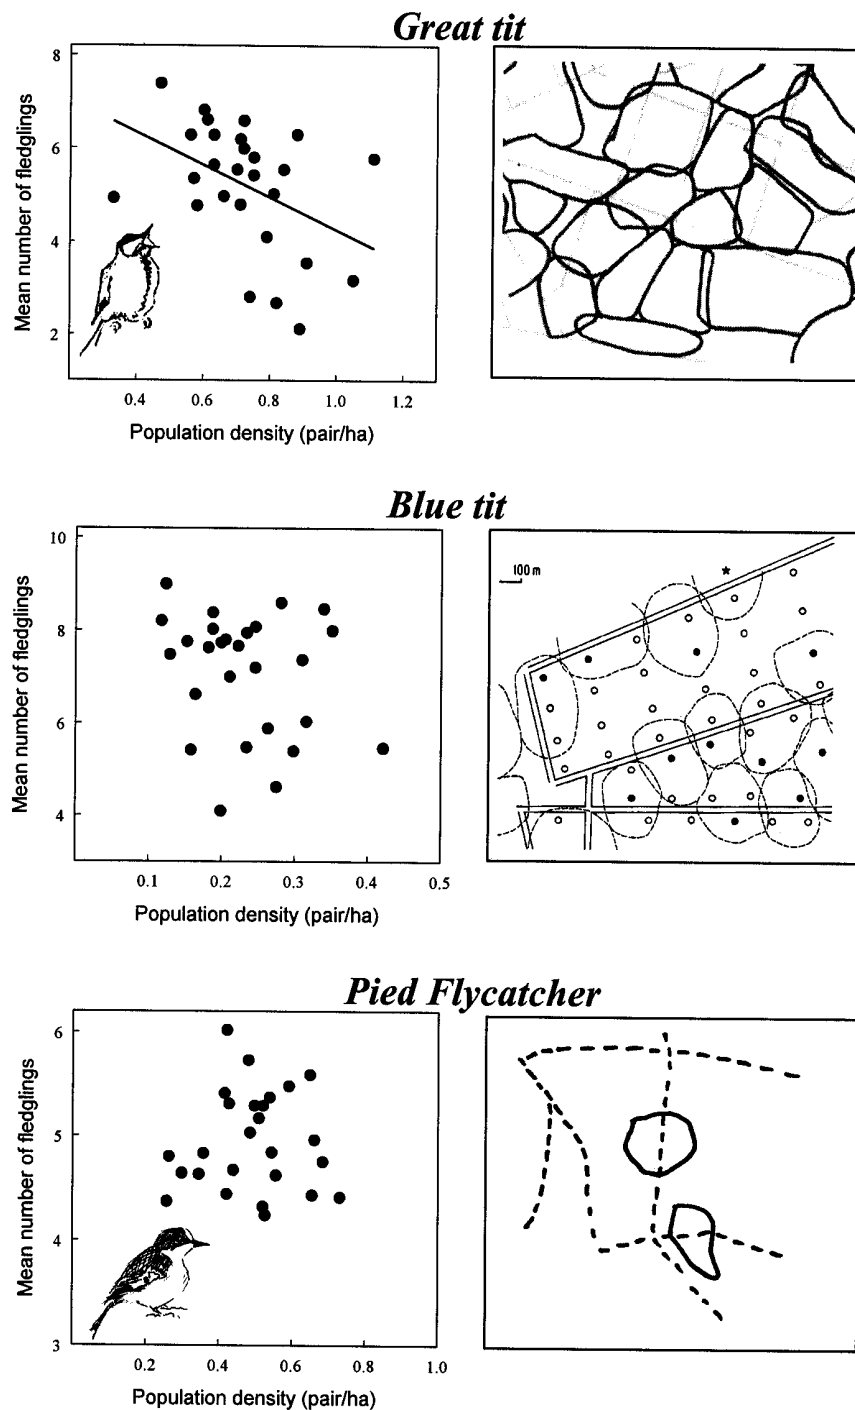 Great tit
8
6
4
2
Mean number of fledglings
0.4 0.6 0.8 1.0 1.2
Population density (pair/ha)
Blue tit
10
8
6
4
Mean number of fledglings
0.1 0.2 0.3 0.4 0.5
Population density (pair/ha)
100 m
Pied Flycatcher
6
5
4
3
Mean number of fledglings
0.2 0.4 0.6 0.8 1.0
Population density (pair/ha)